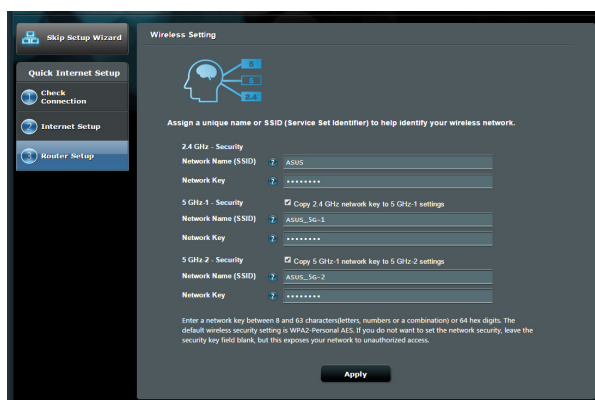 Skip Setup Wizard
Quick Internet Setup
1 Check Connection
2 Internet Setup
3 Router Setup
Wireless Setting
5
5
2.4
Assign a unique name or SSID (Service Set Identifier) to help identify your wireless network.
2.4 GHz - Security
Network Name (SSID) ? ASUS
Network Key ? ••••••••
5 GHz-1 - Security Copy 2.4 GHz network key to 5 GHz-1 settings
Network Name (SSID) ? ASUS_5G-1
Network Key ? ••••••••
5 GHz-2 - Security Copy 5 GHz-1 network key to 5 GHz-2 settings
Network Name (SSID) ? ASUS_5G-2
Network Key ? ••••••••
Enter a network key between 8 and 63 characters(letters, numbers or a combination) or 64 hex digits. The
default wireless security setting is WPA2-Personal AES. If you do not want to set the network security, leave the
security key field blank, but this exposes your network to unauthorized access.
Apply